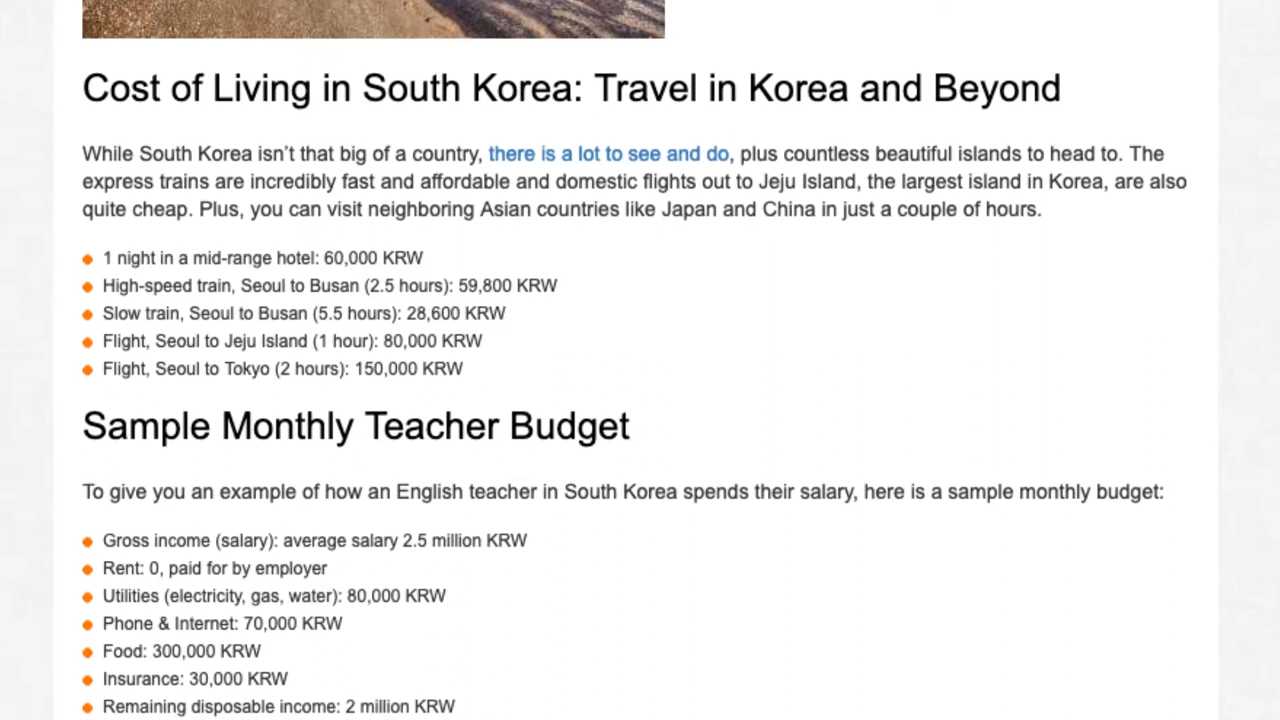 Cost of Living in South Korea: Travel in Korea and Beyond
While South Korea isn’t that big of a country, there is a lot to see and do, plus countless beautiful islands to head to. The
express trains are incredibly fast and affordable and domestic flights out to Jeju Island, the largest island in Korea, are also
quite cheap. Plus, you can visit neighboring Asian countries like Japan and China in just a couple of hours.
1 night in a mid-range hotel: 60,000 KRW
High-speed train, Seoul to Busan (2.5 hours): 59,800 KRW
Slow train, Seoul to Busan (5.5 hours): 28,600 KRW
Flight, Seoul to Jeju Island (1 hour): 80,000 KRW
Flight, Seoul to Tokyo (2 hours): 150,000 KRW
Sample Monthly Teacher Budget
To give you an example of how an English teacher in South Korea spends their salary, here is a sample monthly budget:
Gross income (salary): average salary 2.5 million KRW
Rent: 0, paid for by employer
Utilities (electricity, gas, water): 80,000 KRW
Phone & Internet: 70,000 KRW
Food: 300,000 KRW
Insurance: 30,000 KRW
Remaining disposable income: 2 million KRW